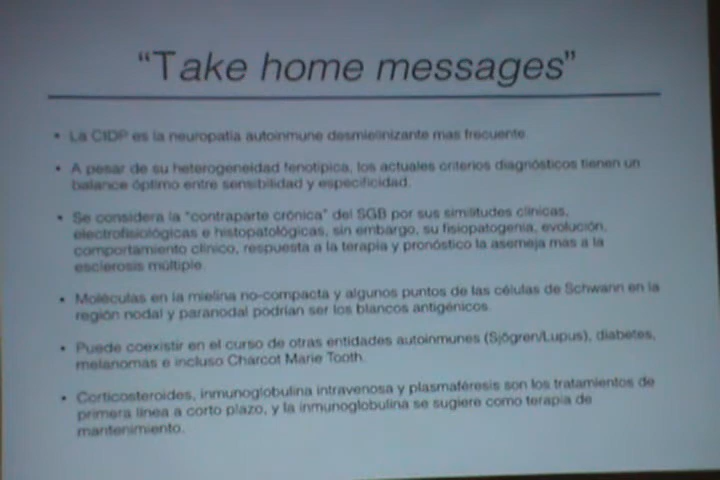 “Take home messages”
• La CIDP es la neuropatía autoinmune desmielinizante mas frecuente.
• A pesar de su heterogeneidad fenotípica, los actuales criterios diagnósticos tienen un
balance óptimo entre sensibilidad y especificidad.
• Se considera la "contraparte crónica" del SGB por sus similitudes clínicas,
electrofisiológicas e histopatológicas, sin embargo, su fisiopatogenia, evolución,
comportamiento clínico, respuesta a la terapia y pronóstico la asemeja mas a la
esclerosis múltiple.
• Moléculas en la mielina no-compacta y algunos puntos de las células de Schwann en la
región nodal y paranodal podrían ser los blancos antigénicos.
• Puede coexistir en el curso de otras entidades autoinmunes (Sjögren/Lupus), diabetes,
melanomas e incluso Charcot Marie Tooth.
• Corticosteroides, inmunoglobulina intravenosa y plasmaféresis son los tratamientos de
primera línea a corto plazo, y la inmunoglobulina se sugiere como terapia de
mantenimiento.